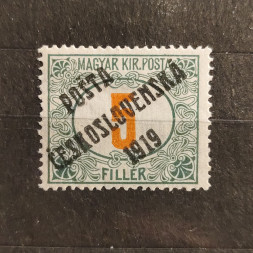 MAGYAR KIR. POSTA
POŠTA
ČESKOSLOVENSKÁ
1919
5
FILLÉR